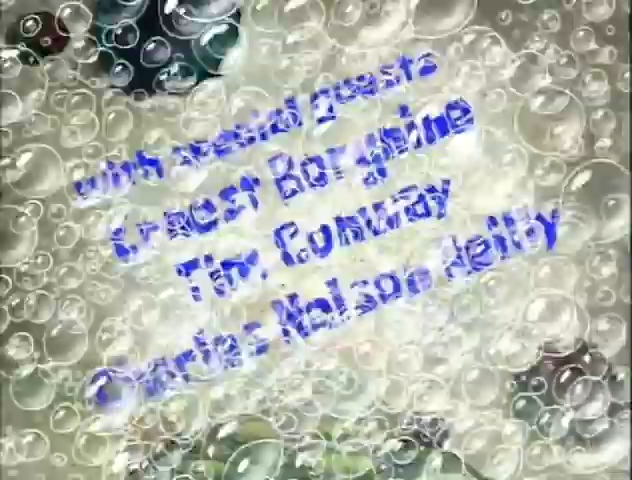 with special guests
Ernest Borgnine
Tim Conway
Charles Nelson Reilly